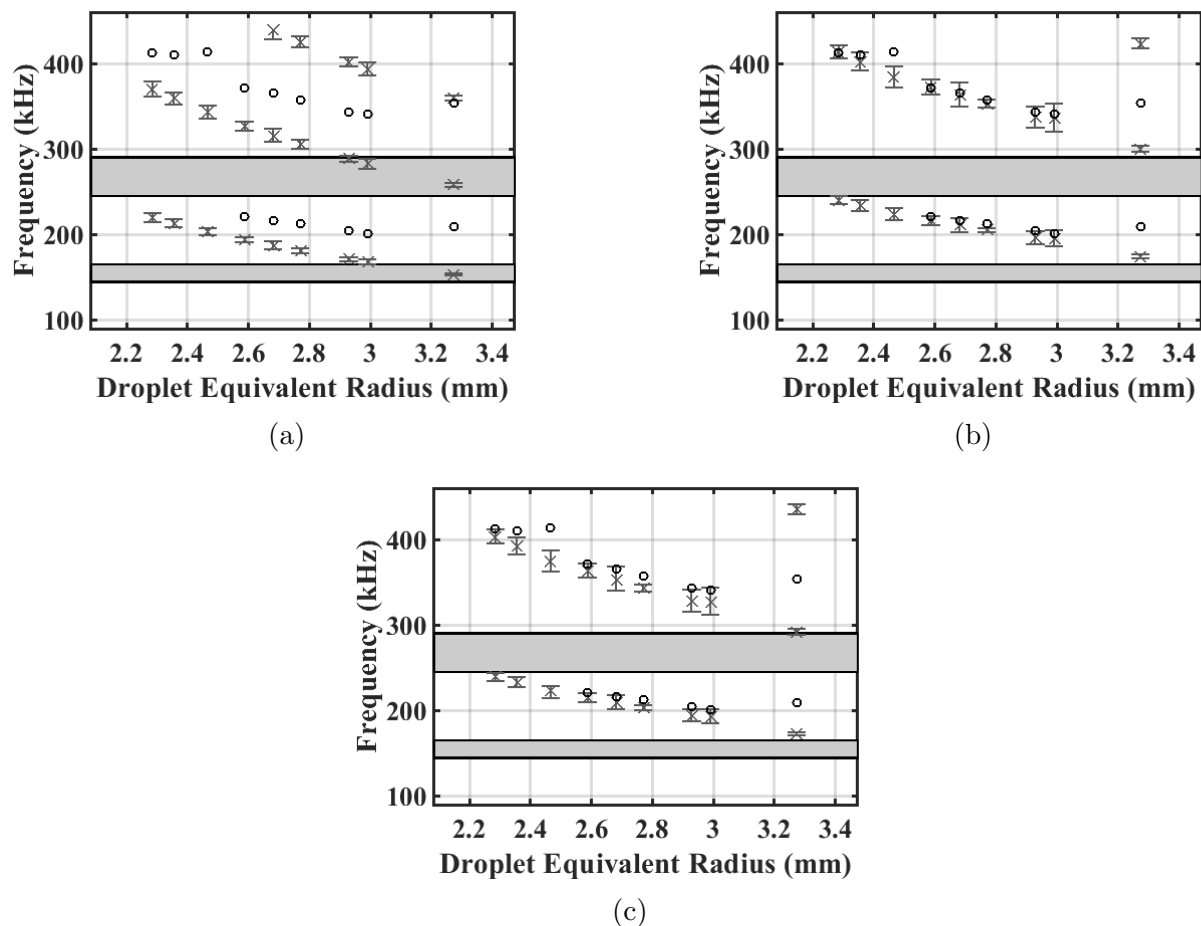 400
300
200
100
Frequency (kHz)
2.2 2.4 2.6 2.8 3 3.2 3.4
Droplet Equivalent Radius (mm)
(a)
400
300
200
100
Frequency (kHz)
2.2 2.4 2.6 2.8 3 3.2 3.4
Droplet Equivalent Radius (mm)
(b)
400
300
200
100
Frequency (kHz)
2.2 2.4 2.6 2.8 3 3.2 3.4
Droplet Equivalent Radius (mm)
(c)